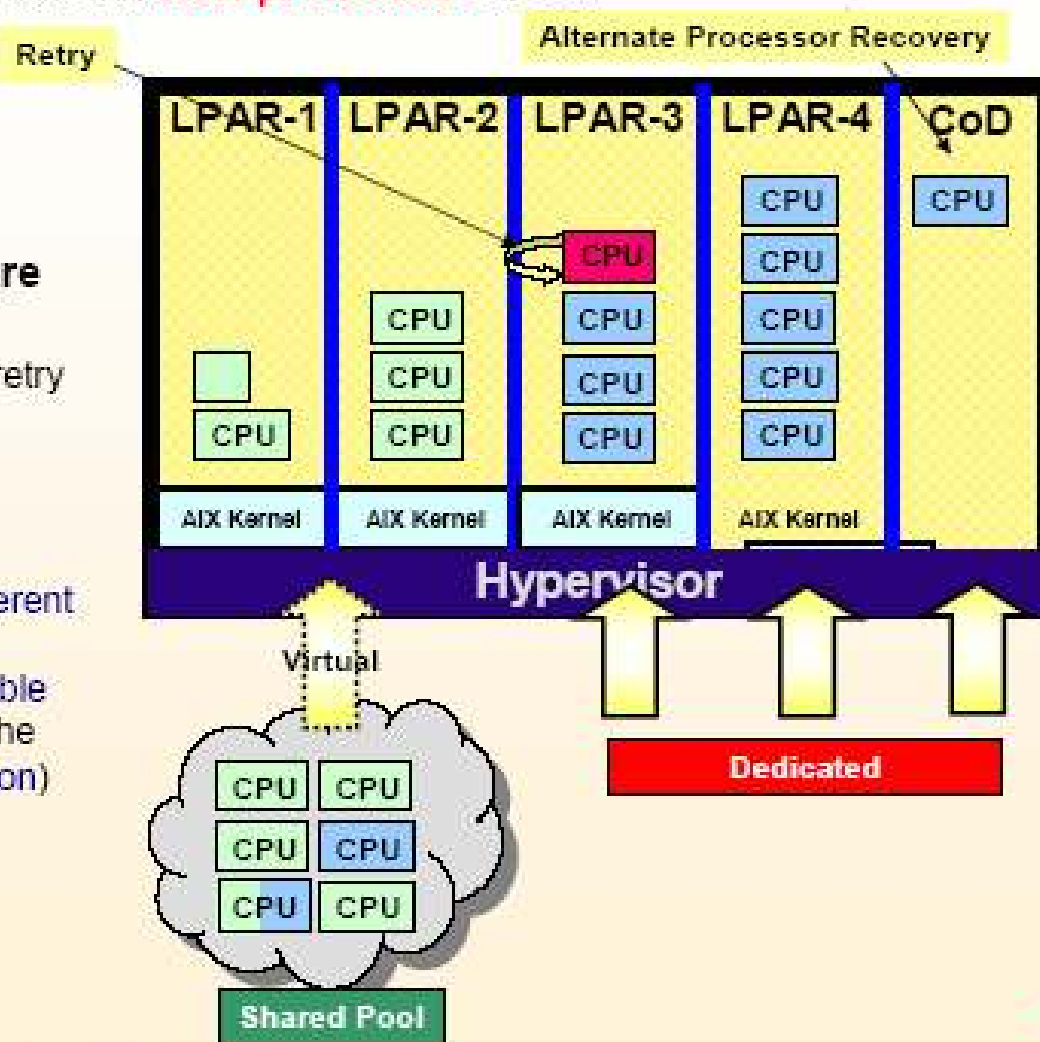 Retry
Alternate Processor Recovery
LPAR-1 LPAR-2 LPAR-3 LPAR-4 CoD
CPU CPU
CPU CPU
re
CPU CPU CPU
retry
CPU CPU CPU
CPU CPU CPU CPU
AIX Kernel AIX Kernel AIX Kernel AIX Kernel
Hypervisor
erent
Virtual
ble
he
on)
Dedicated
CPU CPU
CPU CPU
CPU CPU
Shared Pool